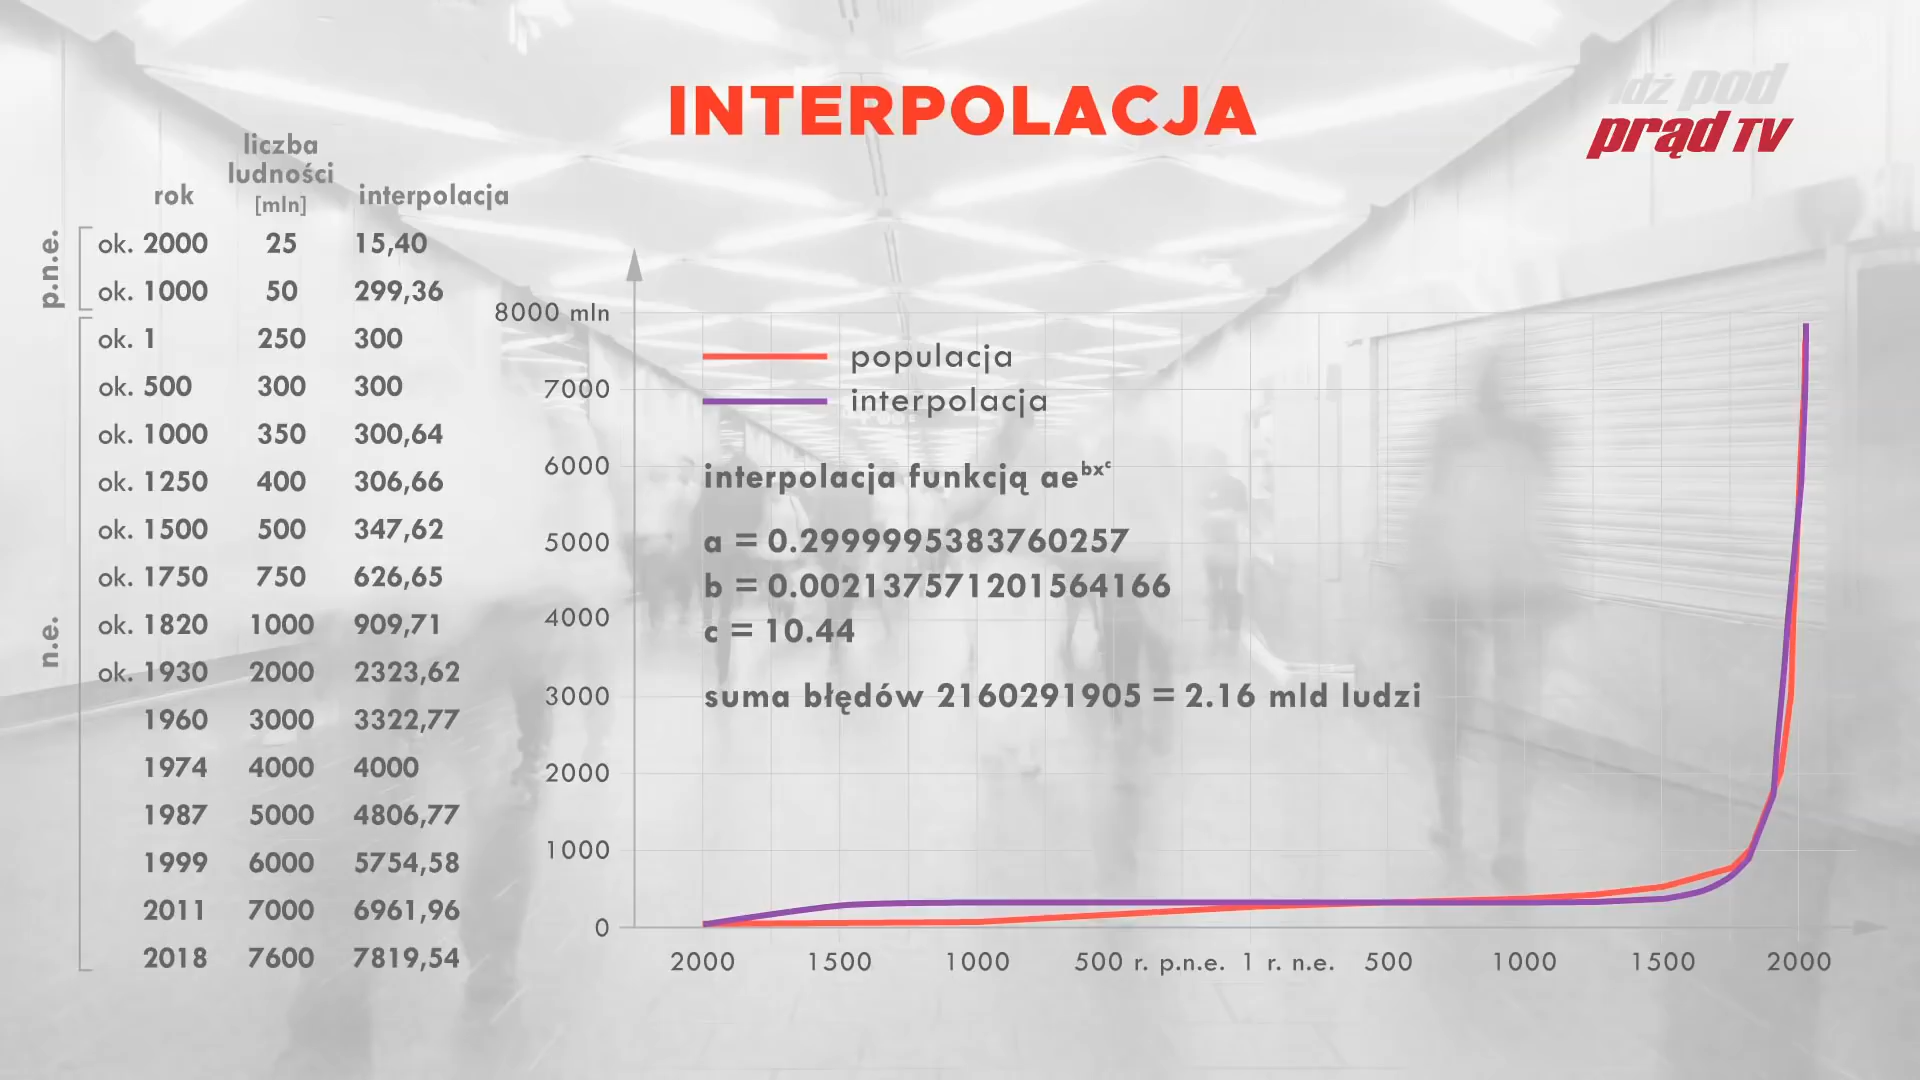 INTERPOLACJA
idź pod
prąd TV
liczba
ludności
rok [mln] interpolacja
p.n.e.
ok. 2000 25 15,40
ok. 1000 50 299,36
n.e.
ok. 1 250 300
ok. 500 300 300
ok. 1000 350 300,64
ok. 1250 400 306,66
ok. 1500 500 347,62
ok. 1750 750 626,65
ok. 1820 1000 909,71
ok. 1930 2000 2323,62
1960 3000 3322,77
1974 4000 4000
1987 5000 4806,77
1999 6000 5754,58
2011 7000 6961,96
2018 7600 7819,54
8000 mln
7000
6000
5000
4000
3000
2000
1000
0
populacja
interpolacja
interpolacja funkcją ae^bx^c
a = 0.2999995383760257
b = 0.002137571201564166
c = 10.44
suma błędów 2160291905 = 2.16 mld ludzi
2000 1500 1000 500 r. p.n.e. 1 r. n.e. 500 1000 1500 2000